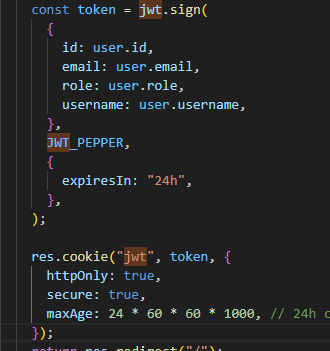 const token = jwt.sign(
{
id: user.id,
email: user.email,
role: user.role,
username: user.username,
},
JWT_PEPPER,
{
expiresIn: "24h",
},
);
res.cookie("jwt", token, {
httpOnly: true,
secure: true,
maxAge: 24 * 60 * 60 * 1000, // 24h
});
return res.redirect("/");